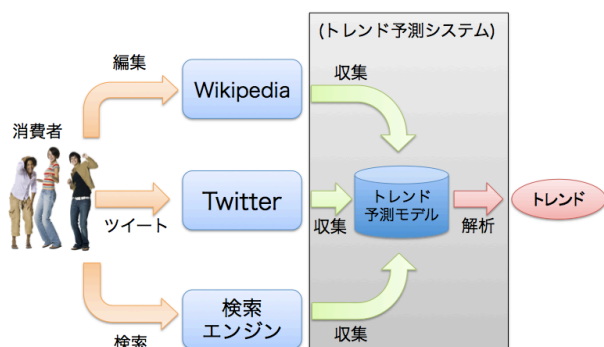 (トレンド予測システム)
編集
Wikipedia
収集
消費者
Twitter
ツイート
収集
トレンド
予測モデル
解析
トレンド
検索
エンジン
検索
収集